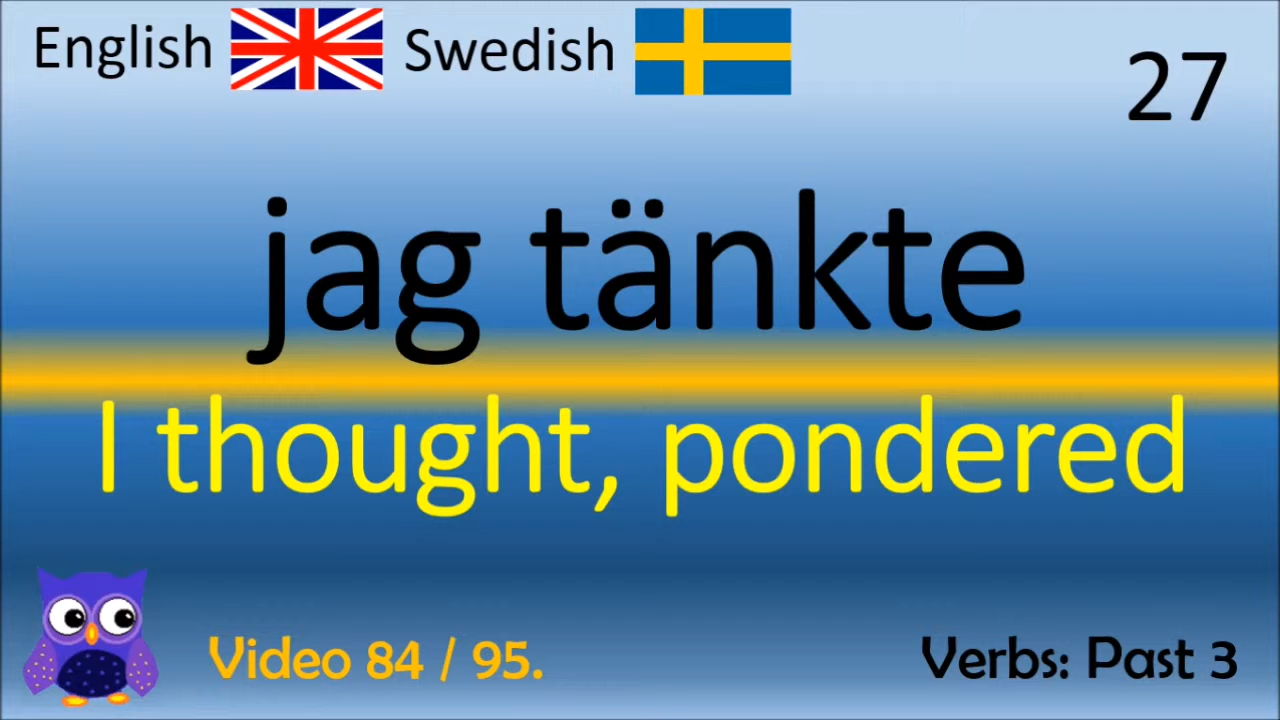 English Swedish
27
jag tänkte
I thought, pondered
Video 84 / 95.
Verbs: Past 3